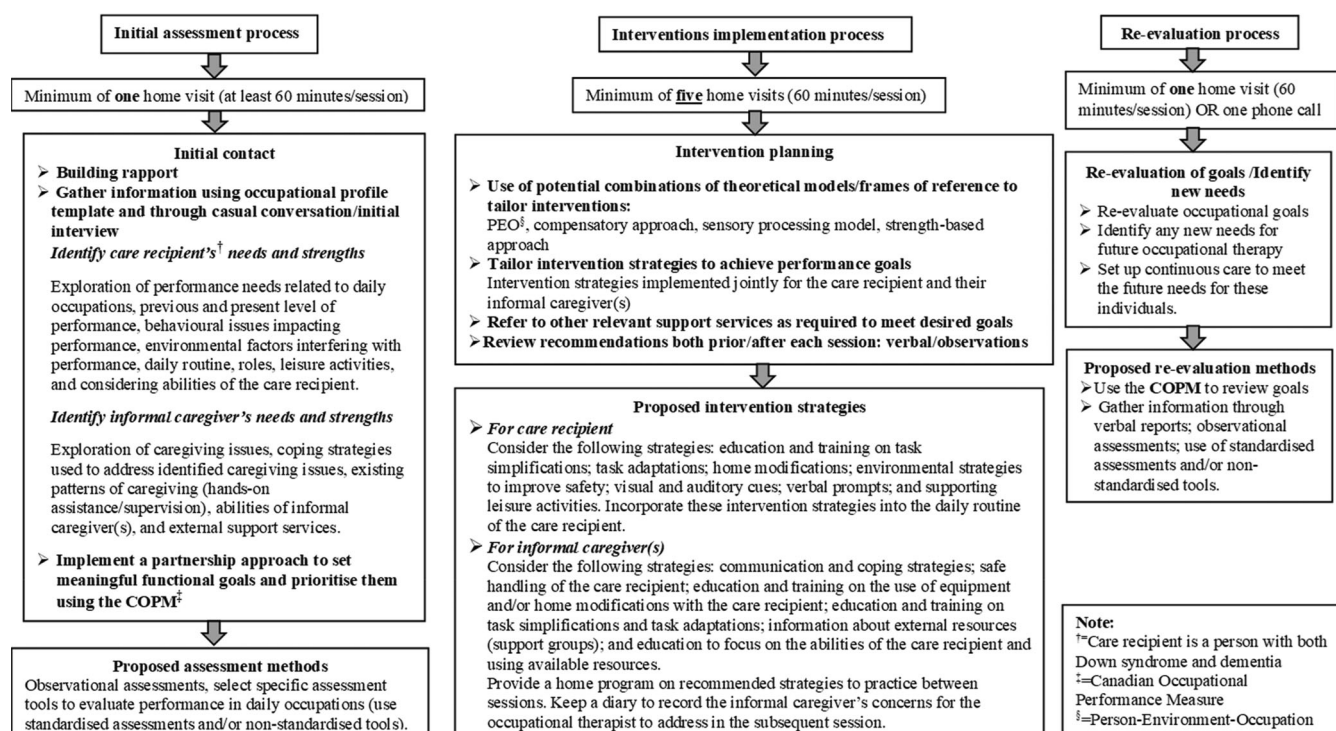 Initial assessment process
Minimum of one home visit (at least 60 minutes/session)
Initial contact
➢ Building rapport
➢ Gather information using occupational profile
template and through casual conversation/initial
interview
Identify care recipient's† needs and strengths
Exploration of performance needs related to daily
occupations, previous and present level of
performance, behavioural issues impacting
performance, environmental factors interfering with
performance, daily routine, roles, leisure activities,
and considering abilities of the care recipient.
Identify informal caregiver's needs and strengths
Exploration of caregiving issues, coping strategies
used to address identified caregiving issues, existing
patterns of caregiving (hands-on
assistance/supervision), abilities of informal
caregiver(s), and external support services.
➢ Implement a partnership approach to set
meaningful functional goals and prioritise them
using the COPM‡
Proposed assessment methods
Observational assessments, select specific assessment
tools to evaluate performance in daily occupations (use
standardised assessments and/or non-standardised tools).
Interventions implementation process
Minimum of five home visits (60 minutes/session)
Intervention planning
➢ Use of potential combinations of theoretical models/frames of reference to
tailor interventions:
PEO§, compensatory approach, sensory processing model, strength-based
approach
➢ Tailor intervention strategies to achieve performance goals
Intervention strategies implemented jointly for the care recipient and their
informal caregiver(s)
➢ Refer to other relevant support services as required to meet desired goals
➢ Review recommendations both prior/after each session: verbal/observations
Proposed intervention strategies
➢ For care recipient
Consider the following strategies: education and training on task
simplifications; task adaptations; home modifications; environmental strategies
to improve safety; visual and auditory cues; verbal prompts; and supporting
leisure activities. Incorporate these intervention strategies into the daily routine
of the care recipient.
➢ For informal caregiver(s)
Consider the following strategies: communication and coping strategies; safe
handling of the care recipient; education and training on the use of equipment
and/or home modifications with the care recipient; education and training on
task simplifications and task adaptations; information about external resources
(support groups); and education to focus on the abilities of the care recipient and
using available resources.
Provide a home program on recommended strategies to practice between
sessions. Keep a diary to record the informal caregiver's concerns for the
occupational therapist to address in the subsequent session.
Re-evaluation process
Minimum of one home visit (60
minutes/session) OR one phone call
Re-evaluation of goals /Identify
new needs
➢ Re-evaluate occupational goals
➢ Identify any new needs for
future occupational therapy
➢ Set up continuous care to meet
the future needs for these
individuals.
Proposed re-evaluation methods
➢ Use the COPM to review goals
➢ Gather information through
verbal reports; observational
assessments; use of standardised
assessments and/or non-
standardised tools.
Note:
†=Care recipient is a person with both
Down syndrome and dementia
‡=Canadian Occupational
Performance Measure
§=Person-Environment-Occupation